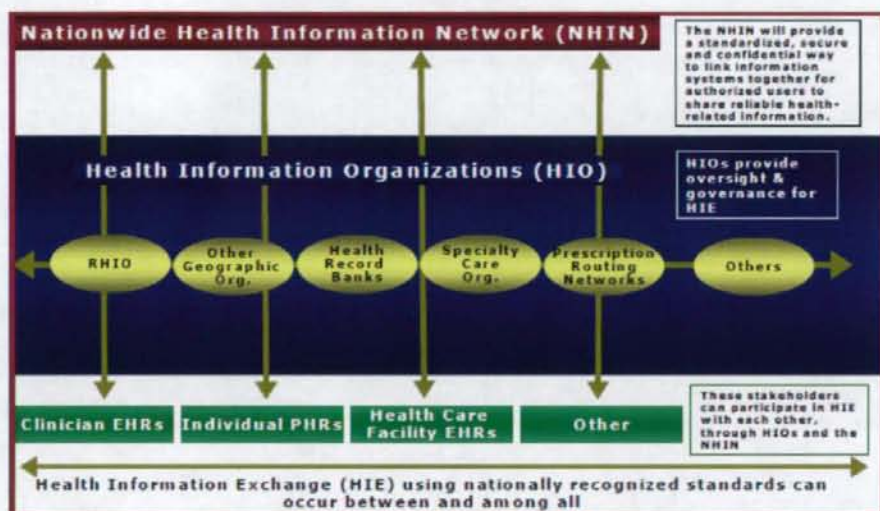 Nationwide Health Information Network (NHIN)
The NHIN will provide
a standardized, secure
and confidential way
to link information
systems together for
authorized users to
share reliable health-
related information.
Health Information Organizations (HIO)
HIOs provide
oversight &
governance for
HIE
RHIO
Other
Geographic
Org.
Health
Record
Banks
Specialty
Care
Org.
Prescription
Routing
Networks
Others
Clinician EHRs
Individual PHRs
Health Care
Facility EHRs
Other
These stakeholders
can participate in HIE
with each other,
through HIOs and the
NHIN
Health Information Exchange (HIE) using nationally recognized standards can
occur between and among all